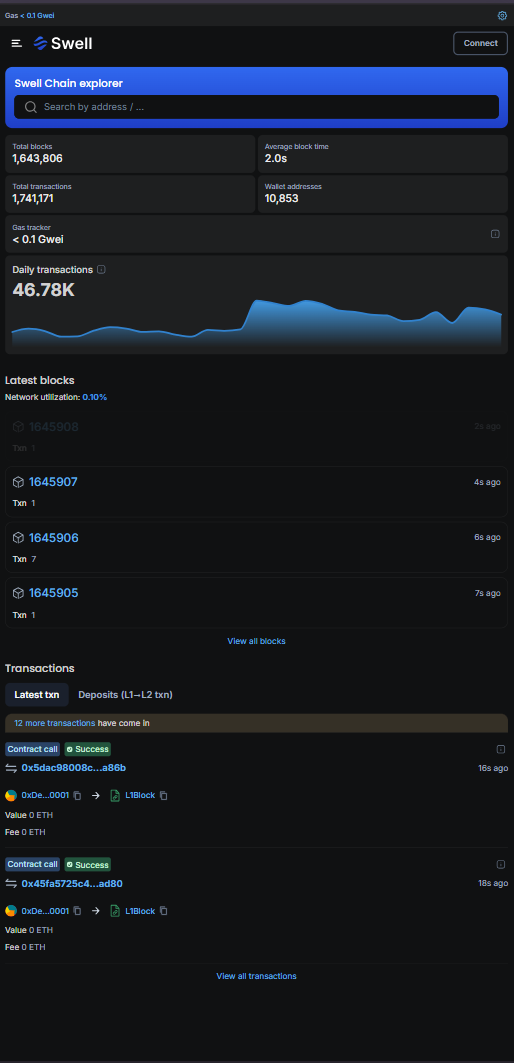 Gas < 0.1 Gwei
Swell
Connect
Swell Chain explorer
Search by address / ...
Total blocks
1,643,806
Average block time
2.0s
Total transactions
1,741,171
Wallet addresses
10,853
Gas tracker
< 0.1 Gwei
Daily transactions
46.78K
Latest blocks
Network utilization: 0.10%
1645908
2s ago
Txn 1
1645907
4s ago
Txn 1
1645906
6s ago
Txn 7
1645905
7s ago
Txn 1
View all blocks
Transactions
Latest txn Deposits (L1→L2 txn)
12 more transactions have come in
Contract call Success
0x5dac98008c...a86b
16s ago
0xDe...0001 → L1Block
Value 0 ETH
Fee 0 ETH
Contract call Success
0x45fa5725c4...ad80
18s ago
0xDe...0001 → L1Block
Value 0 ETH
Fee 0 ETH
View all transactions